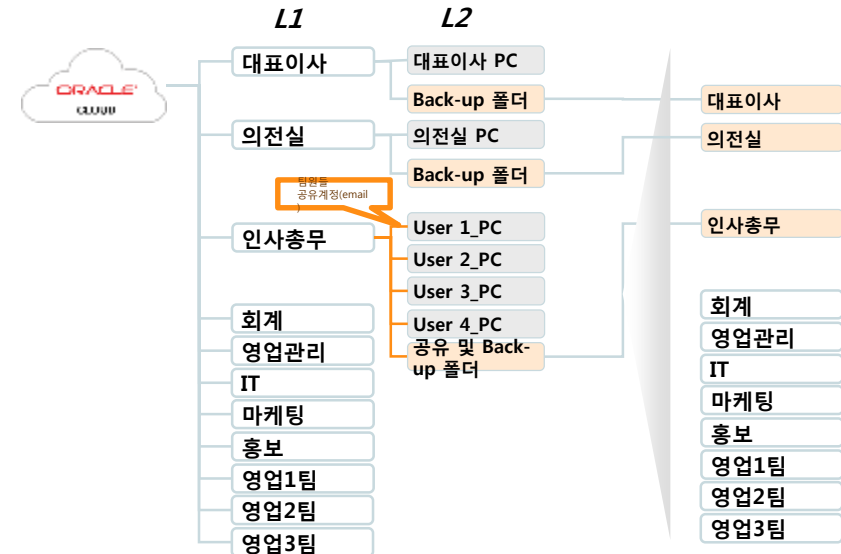 L1
L2
ORACLE
CLOUD
대표이사
대표이사 PC
Back-up 폴더
대표이사
의전실
의전실 PC
의전실
Back-up 폴더
팀원들
공유계정(email
)
인사총무
User 1_PC
User 2_PC
User 3_PC
User 4_PC
공유 및 Back-
up 폴더
인사총무
회계
영업관리
IT
마케팅
홍보
영업1팀
영업2팀
영업3팀
회계
영업관리
IT
마케팅
홍보
영업1팀
영업2팀
영업3팀